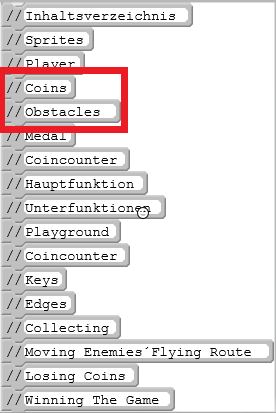 //Inhaltsverzeichnis
//Sprites
//Player
//Coins
//Obstacles
//Medal
//Coincounter
//Hauptfunktion
//Unterfunktionen
//Playground
//Coincounter
//Keys
//Edges
//Collecting
//Moving Enemies´Flying Route
//Losing Coins
//Winning The Game